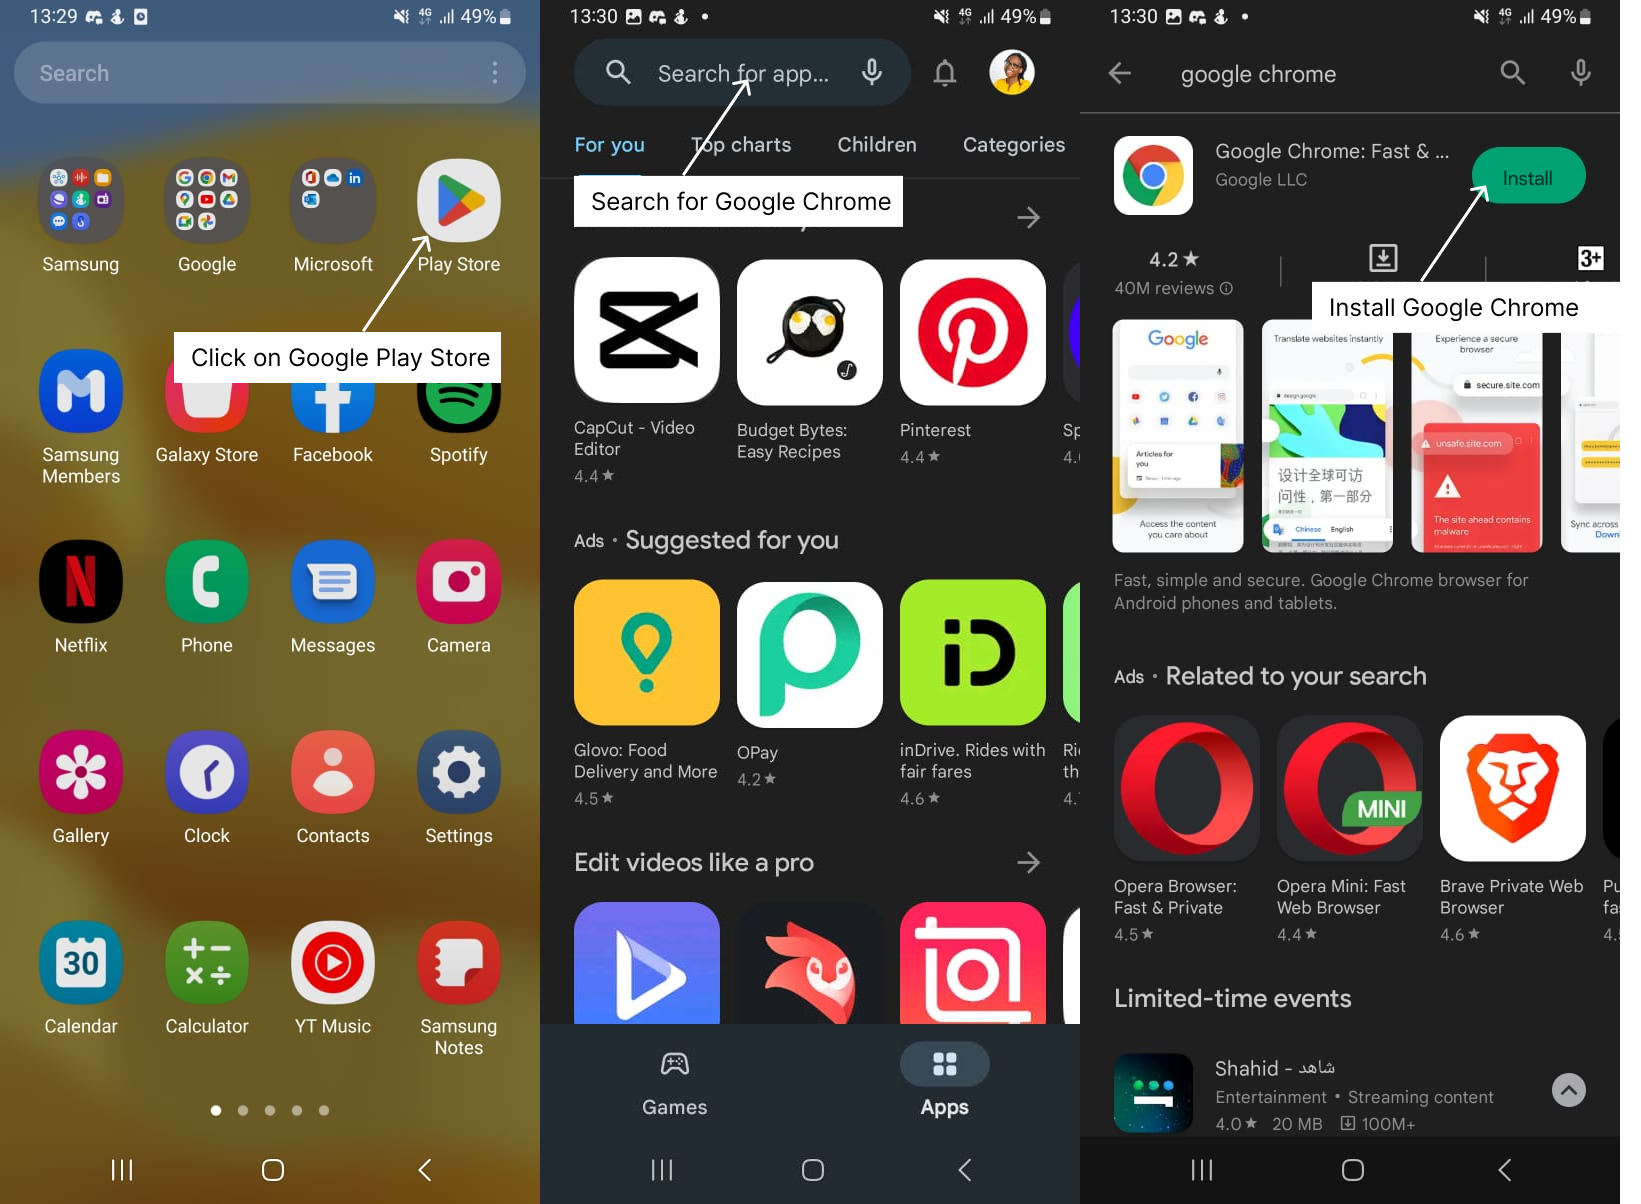 13:29
4G
49%
Search
Samsung
Google
Microsoft
Play Store
Click on Google Play Store
Samsung
Members
Galaxy Store
Facebook
Spotify
Netflix
Phone
Messages
Camera
Gallery
Clock
Contacts
Settings
30
Calendar
Calculator
YT Music
Samsung
Notes
13:30
4G
49%
Search for app...
For you
Top charts
Children
Categories
Search for Google Chrome
CapCut - Video
Editor
4.4★
Budget Bytes:
Easy Recipes
Pinterest
4.4★
Sp
4.
Ads • Suggested for you
Glovo: Food
Delivery and More
4.5★
OPay
4.2★
inDrive. Rides with
fair fares
4.6★
Ri
th
4.
Edit videos like a pro
Games
Apps
13:30
4G
49%
google chrome
Google Chrome: Fast & ...
Google LLC
Install
4.2★
40M reviews
3+
Install Google Chrome
Google
Articles for
you
Access the content
you care about
Translate websites instantly
design.google
设计全球可访
问性，第一部分
Chinese
English
Experience a secure
browser
secure.site.com
unsafe.site.com
The site ahead contains
malware
Sync across
Down
Fast, simple and secure. Google Chrome browser for
Android phones and tablets.
Ads • Related to your search
MINI
Opera Browser:
Fast & Private
4.5★
Opera Mini: Fast
Web Browser
4.4★
Brave Private Web
Browser
4.6★
Pu
fa
4.
Limited-time events
Shahid - شاهد
Entertainment • Streaming content
4.0★ 20 MB 100M+